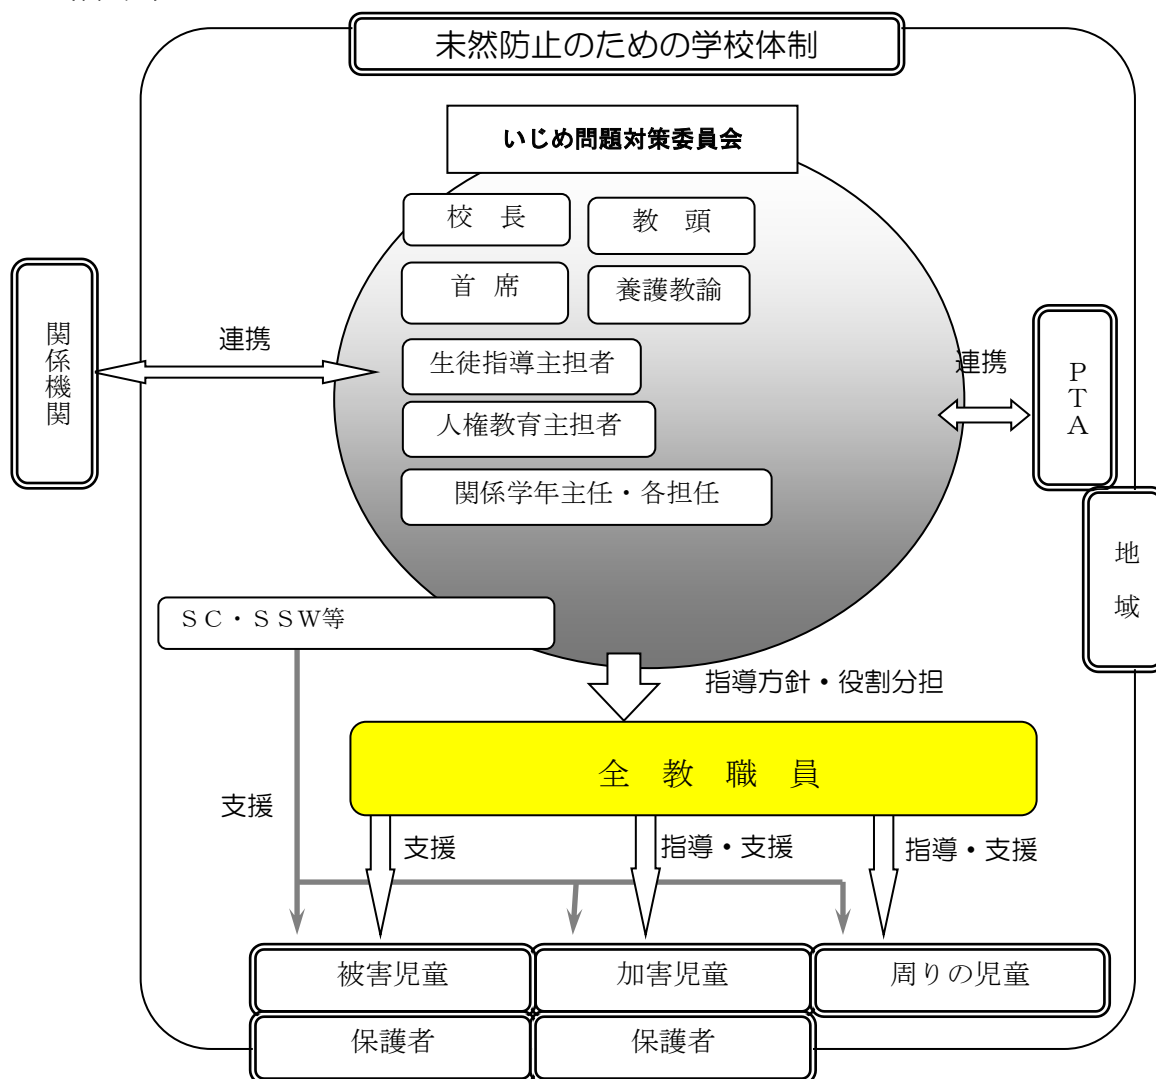 未然防止のための学校体制
いじめ問題対策委員会
校　長
教　頭
首　席
養護教諭
関係機関
連携
生徒指導主担者
連携
ＰＴＡ
人権教育主担者
関係学年主任・各担任
地域
ＳＣ・ＳＳＷ等
指導方針・役割分担
全　教　職　員
支援
支援
指導・支援
指導・支援
被害児童
加害児童
周りの児童
保護者
保護者